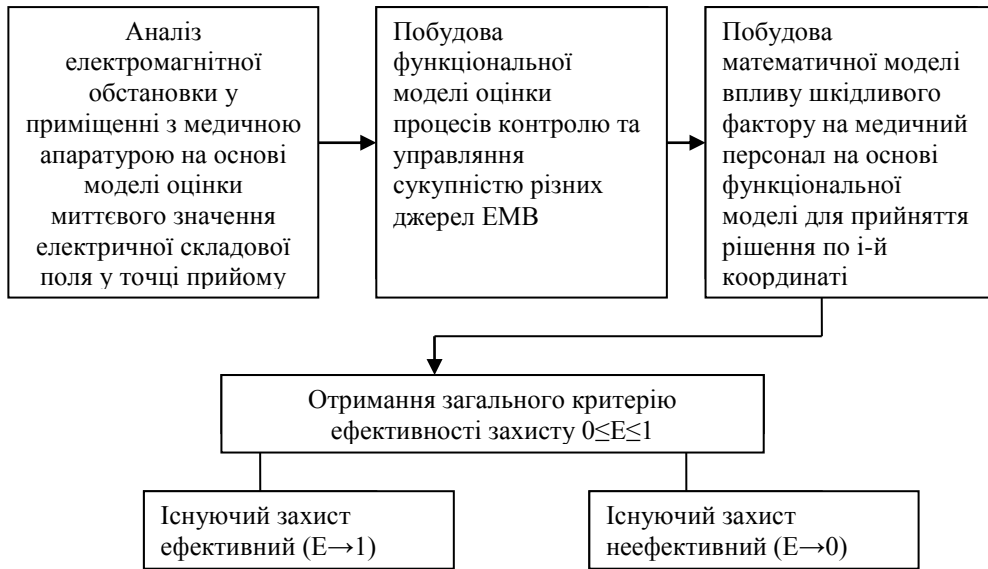 Аналіз
електромагнітної
обстановки у
приміщенні з медичною
апаратурою на основі
моделі оцінки
миттєвого значення
електричної складової
поля у точці прийому
Побудова
функціональної
моделі оцінки
процесів контролю та
управляння
сукупністю різних
джерел ЕМВ
Побудова
математичної моделі
впливу шкідливого
фактору на медичний
персонал на основі
функціональної
моделі для прийняття
рішення по і-й
координаті
Отримання загального критерію
ефективності захисту 0≤Е≤1
Існуючий захист
ефективний (Е→1)
Існуючий захист
неефективний (Е→0)